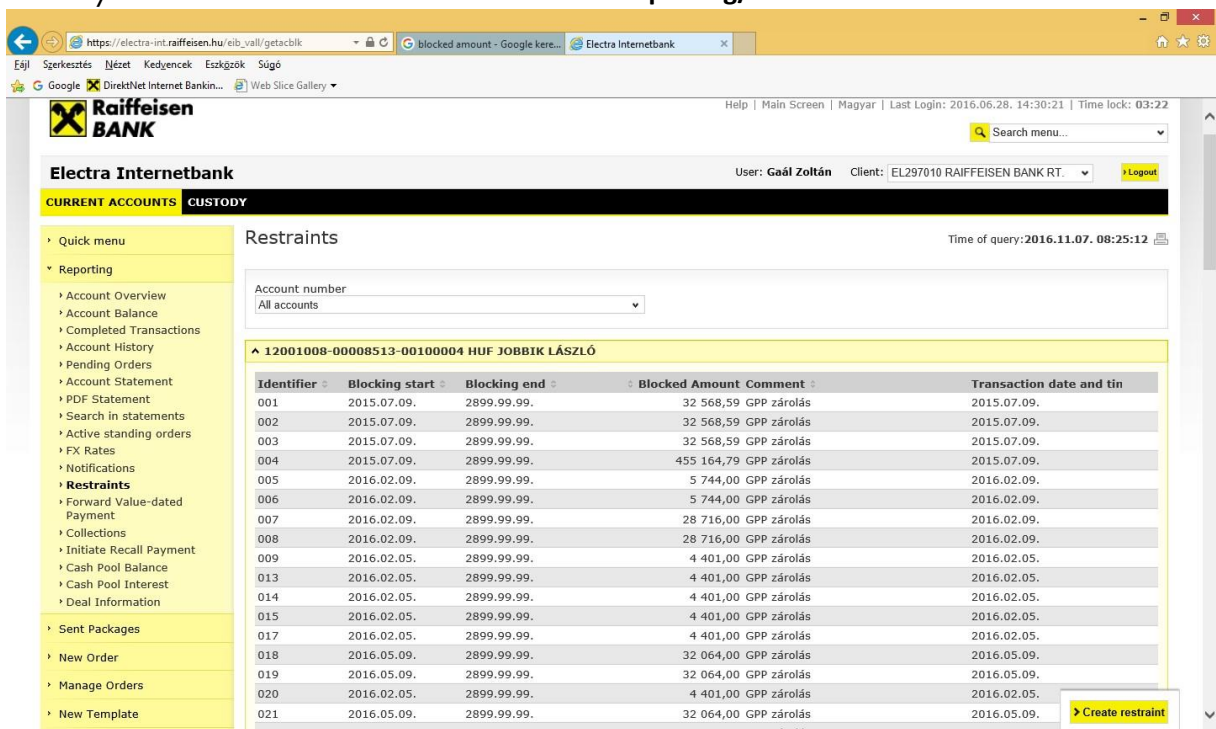 https://electra-int.raiffeisen.hu/eib_vall/getacblk
blocked amount - Google kere...
Electra Internetbank
Fájl Szerkesztés Nézet Kedvencek Eszközök Súgó
Google DirektNet Internet Bankin... Web Slice Gallery
Raiffeisen
BANK
Help | Main Screen | Magyar | Last Login: 2016.06.28. 14:30:21 | Time lock: 03:22
Search menu...
Electra Internetbank
User: Gaál Zoltán Client: EL297010 RAIFFEISEN BANK RT. Logout
CURRENT ACCOUNTS CUSTODY
Quick menu
Reporting
Account Overview
Account Balance
Completed Transactions
Account History
Pending Orders
Account Statement
PDF Statement
Search in statements
Active standing orders
FX Rates
Notifications
Restraints
Forward Value-dated
Payment
Collections
Initiate Recall Payment
Cash Pool Balance
Cash Pool Interest
Deal Information
Sent Packages
New Order
Manage Orders
New Template
Restraints
Time of query:2016.11.07. 08:25:12
Account number
All accounts
12001008-00008513-00100004 HUF JOBBIK LÁSZLÓ
Identifier Blocking start Blocking end Blocked Amount Comment Transaction date and tin
001 2015.07.09. 2899.99.99. 32 568,59 GPP zárolás 2015.07.09.
002 2015.07.09. 2899.99.99. 32 568,59 GPP zárolás 2015.07.09.
003 2015.07.09. 2899.99.99. 32 568,59 GPP zárolás 2015.07.09.
004 2015.07.09. 2899.99.99. 455 164,79 GPP zárolás 2015.07.09.
005 2016.02.09. 2899.99.99. 5 744,00 GPP zárolás 2016.02.09.
006 2016.02.09. 2899.99.99. 5 744,00 GPP zárolás 2016.02.09.
007 2016.02.09. 2899.99.99. 28 716,00 GPP zárolás 2016.02.09.
008 2016.02.09. 2899.99.99. 28 716,00 GPP zárolás 2016.02.09.
009 2016.02.05. 2899.99.99. 4 401,00 GPP zárolás 2016.02.05.
013 2016.02.05. 2899.99.99. 4 401,00 GPP zárolás 2016.02.05.
014 2016.02.05. 2899.99.99. 4 401,00 GPP zárolás 2016.02.05.
015 2016.02.05. 2899.99.99. 4 401,00 GPP zárolás 2016.02.05.
017 2016.02.05. 2899.99.99. 4 401,00 GPP zárolás 2016.02.05.
018 2016.05.09. 2899.99.99. 32 064,00 GPP zárolás 2016.05.09.
019 2016.05.09. 2899.99.99. 32 064,00 GPP zárolás 2016.05.09.
020 2016.02.05. 2899.99.99. 4 401,00 GPP zárolás 2016.02.05.
021 2016.05.09. 2899.99.99. 32 064,00 GPP zárolás 2016.05.09.
Create restraint